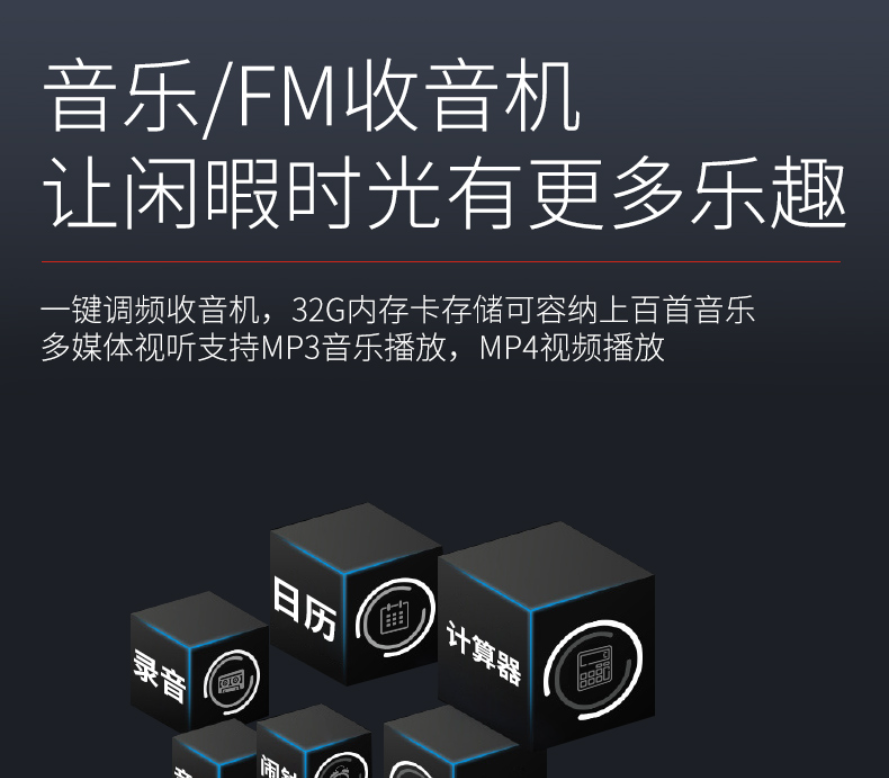 音乐/FM收音机
让闲暇时光有更多乐趣
一键调频收音机，32G内存卡存储可容纳上百首音乐
多媒体视听支持MP3音乐播放，MP4视频播放
日历
计算器
录音
闹钟